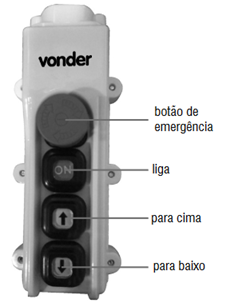 vonder
botão de
emergência
ON
liga
para cima
para baixo